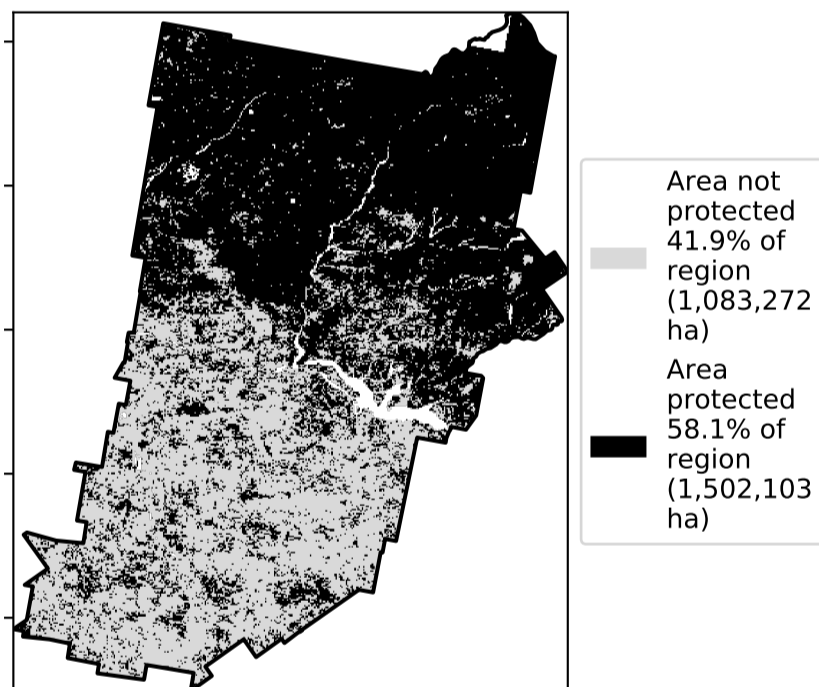 Area not
protected
41.9% of
region
(1,083,272
ha)
Area
protected
58.1% of
region
(1,502,103
ha)